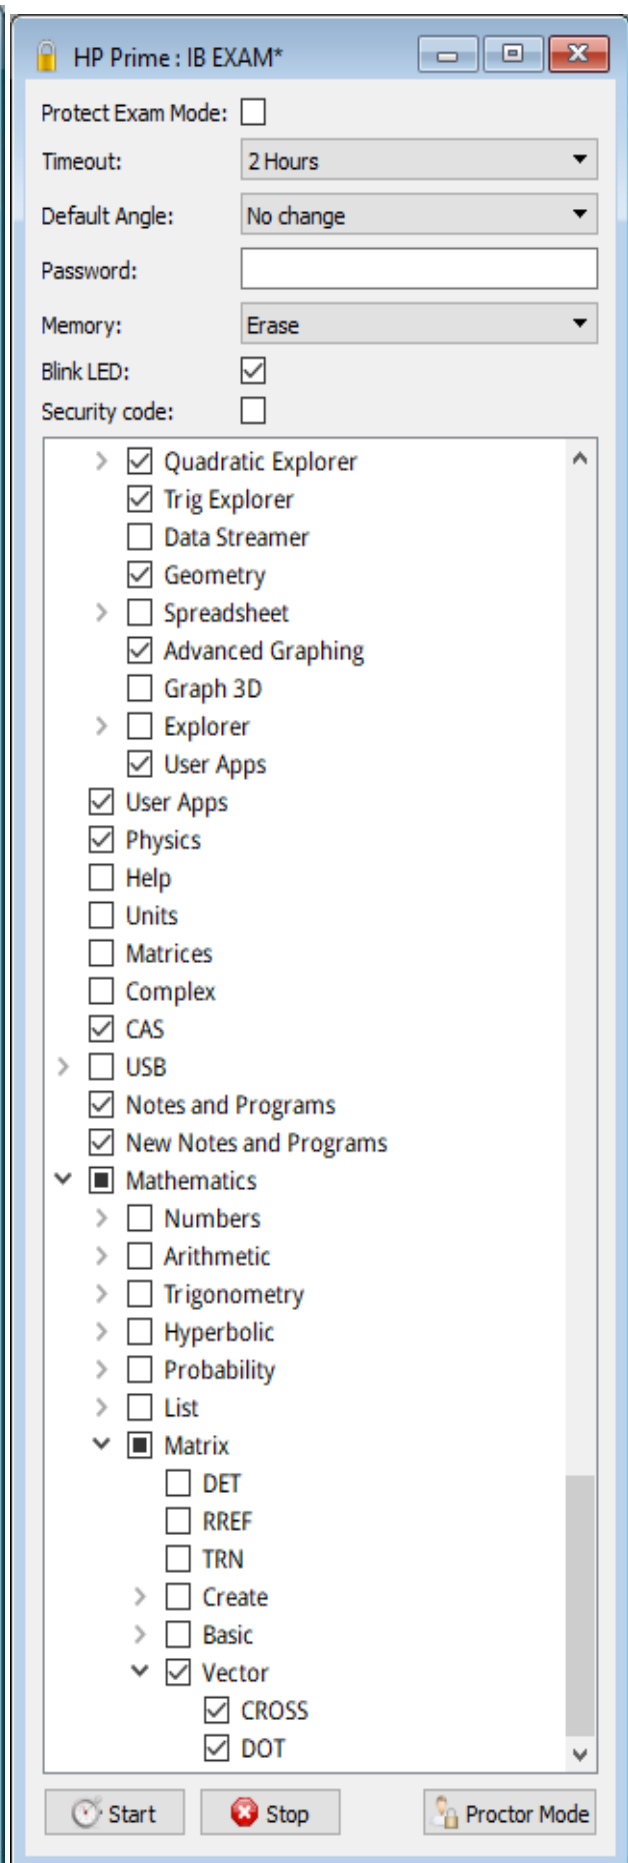 HP Prime : IB EXAM*
Protect Exam Mode:
Timeout: 2 Hours
Default Angle: No change
Password:
Memory: Erase
Blink LED:
Security code:
Quadratic Explorer
Trig Explorer
Data Streamer
Geometry
Spreadsheet
Advanced Graphing
Graph 3D
Explorer
User Apps
User Apps
Physics
Help
Units
Matrices
Complex
CAS
USB
Notes and Programs
New Notes and Programs
Mathematics
Numbers
Arithmetic
Trigonometry
Hyperbolic
Probability
List
Matrix
DET
RREF
TRN
Create
Basic
Vector
CROSS
DOT
Start Stop Proctor Mode